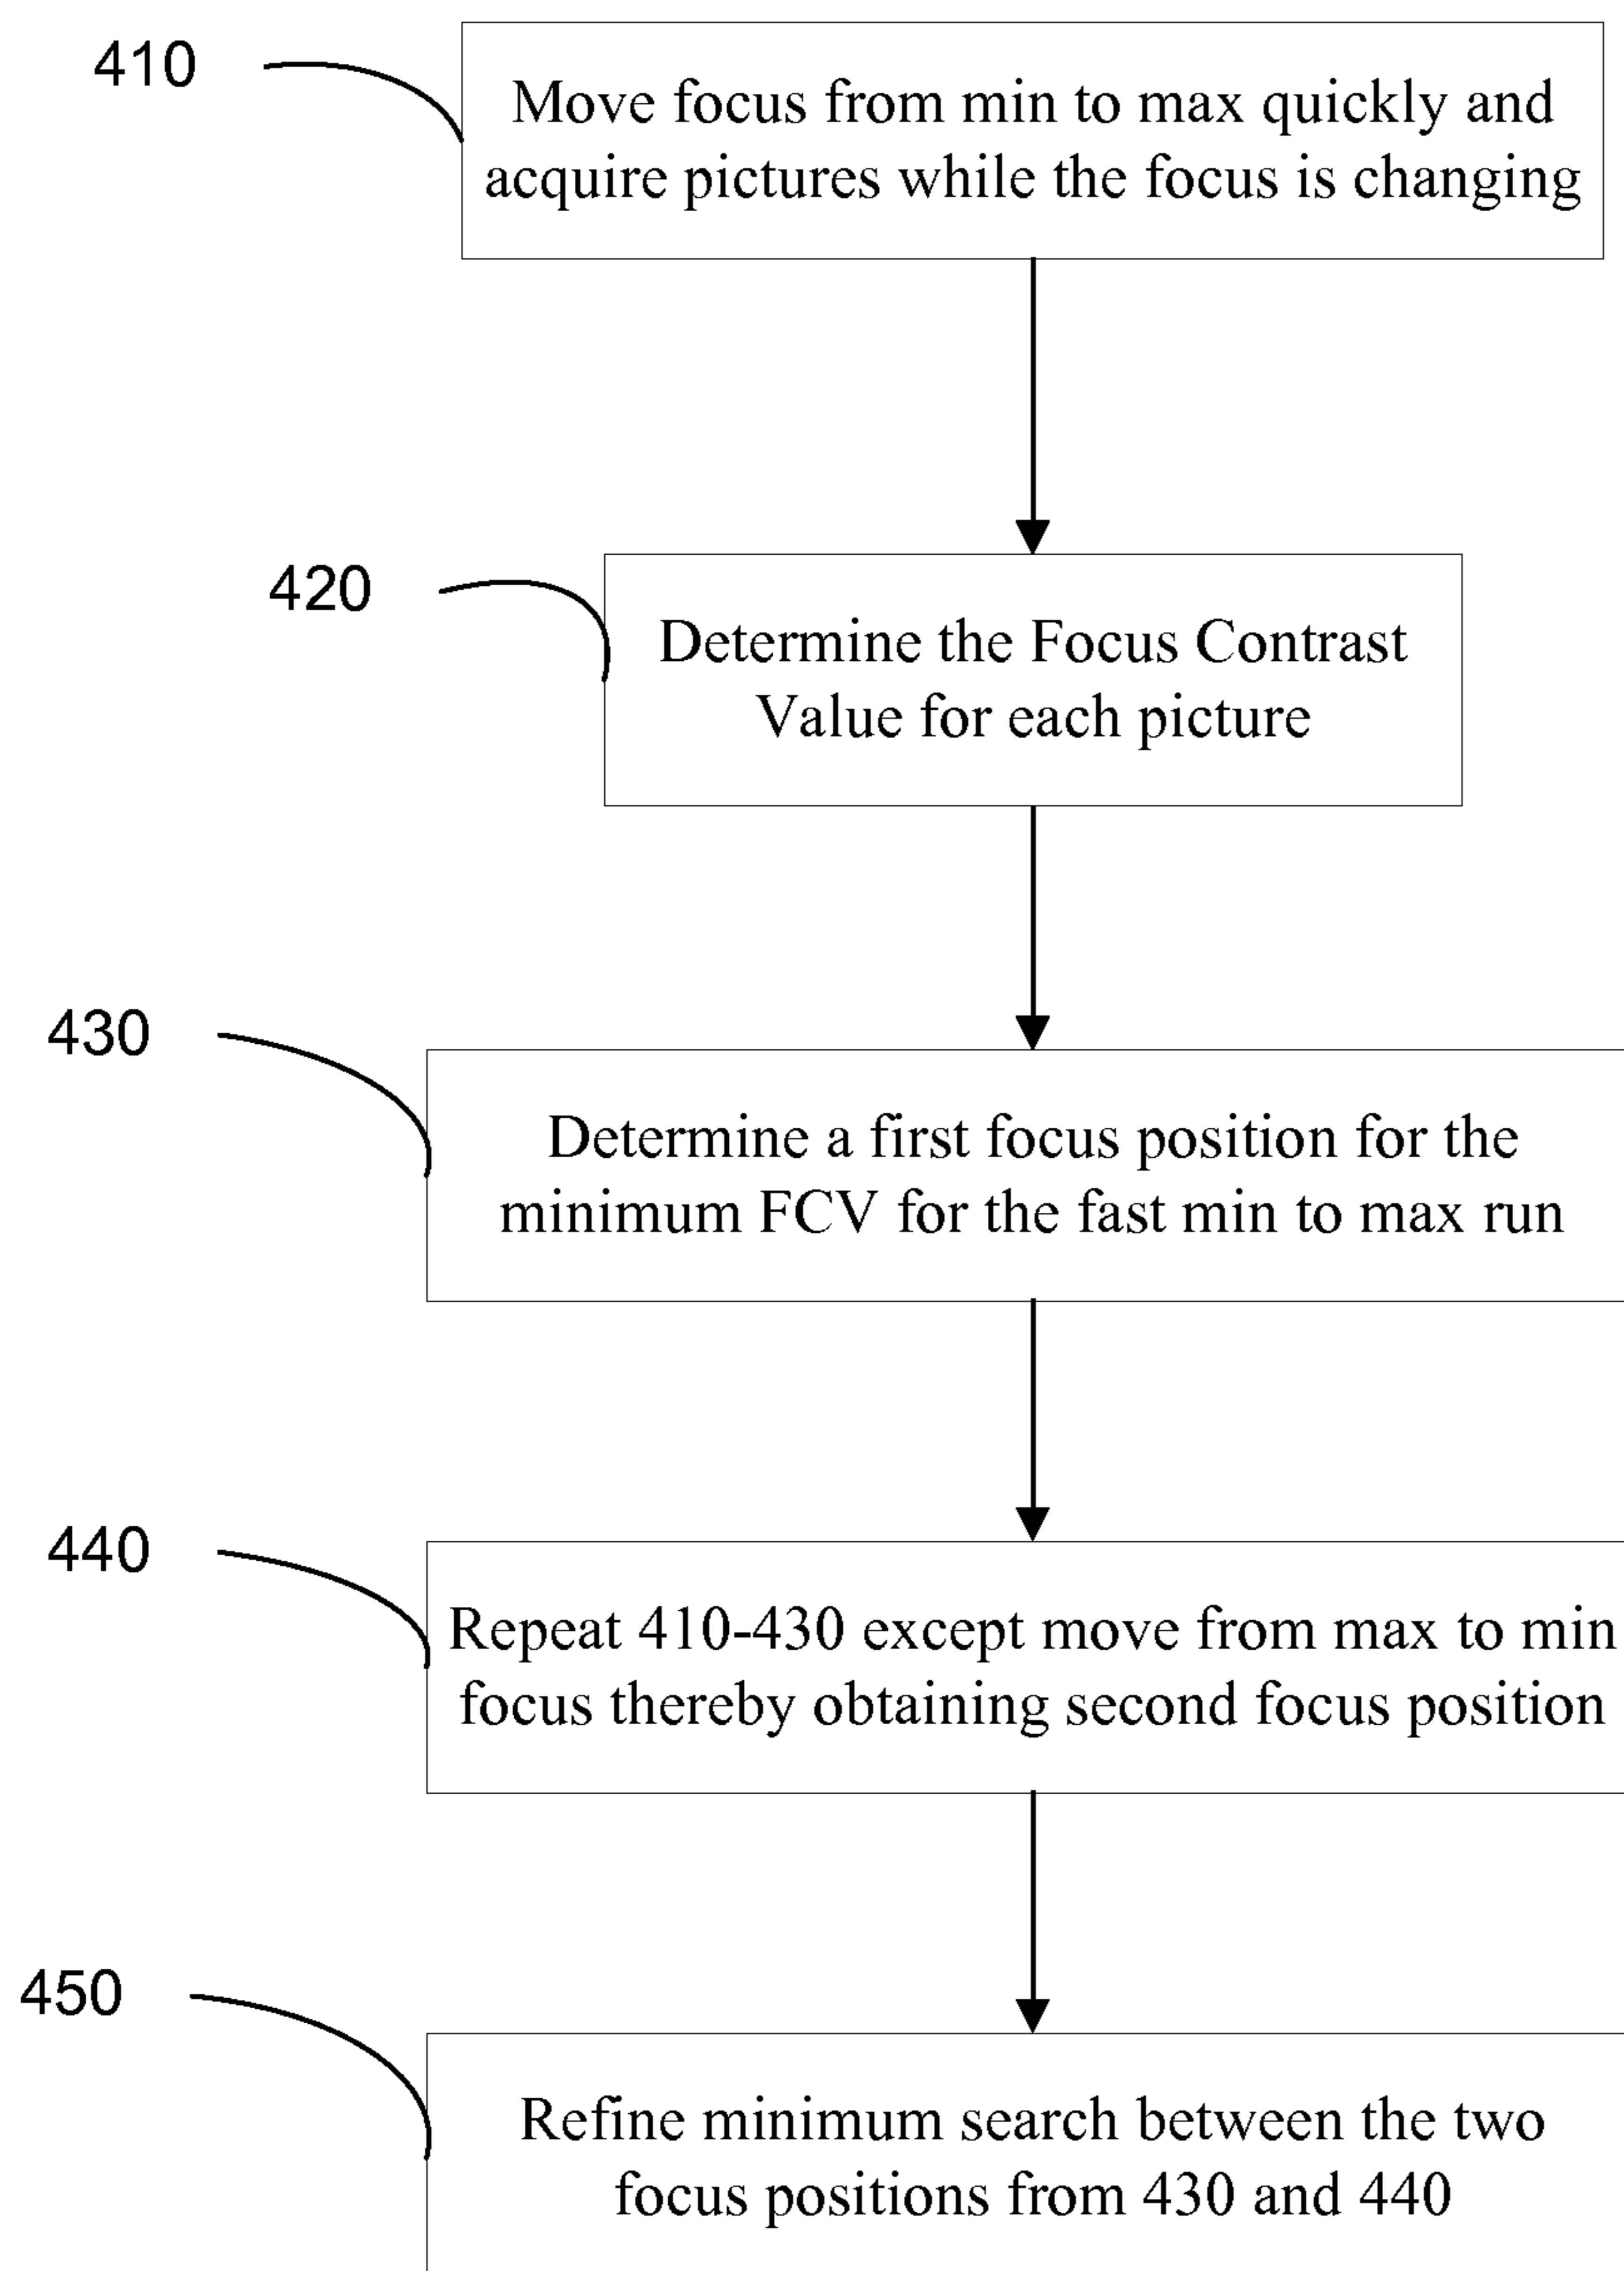 410
Move focus from min to max quickly and
acquire pictures while the focus is changing
420
Determine the Focus Contrast
Value for each picture
430
Determine a first focus position for the
minimum FCV for the fast min to max run
440
Repeat 410-430 except move from max to min
focus thereby obtaining second focus position
450
Refine minimum search between the two
focus positions from 430 and 440